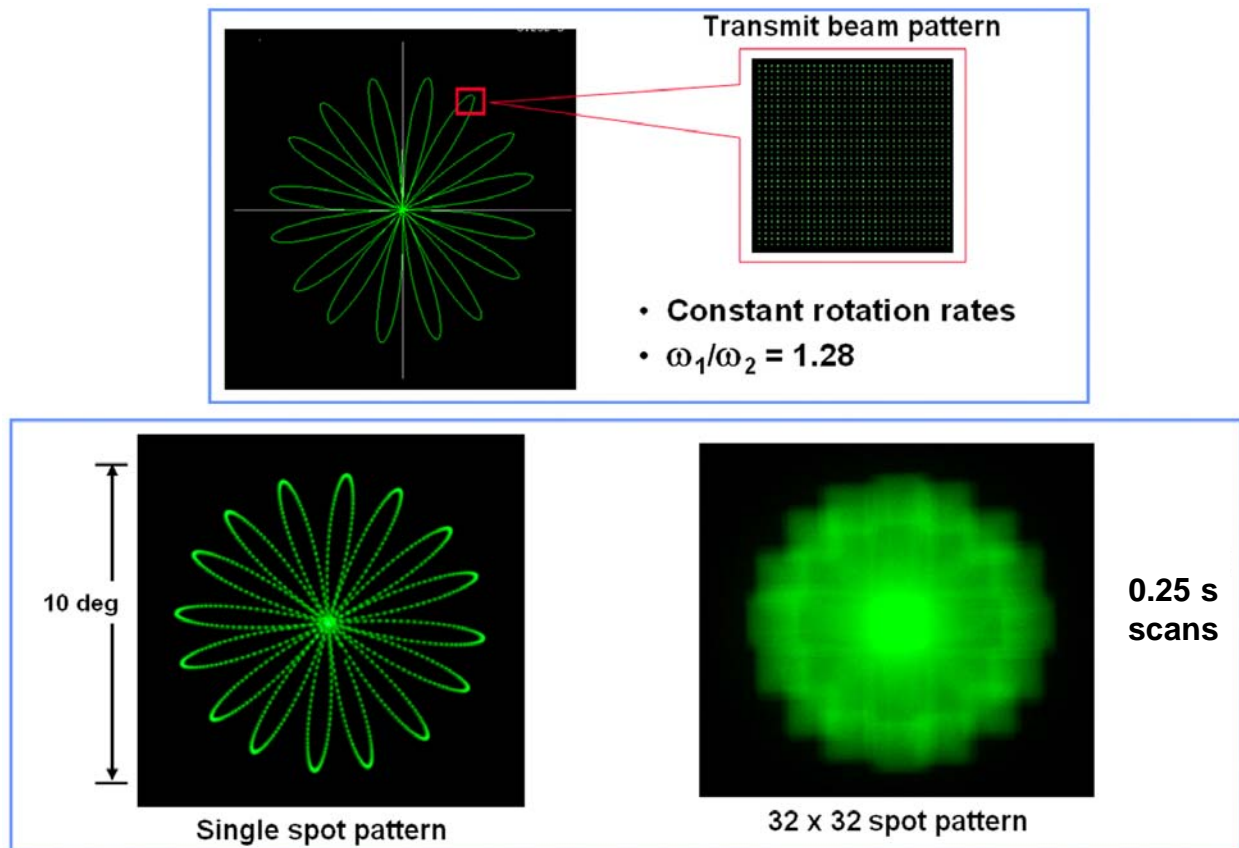 Transmit beam pattern
• Constant rotation rates
• ω₁/ω₂ = 1.28
10 deg
0.25 s
scans
Single spot pattern
32 x 32 spot pattern